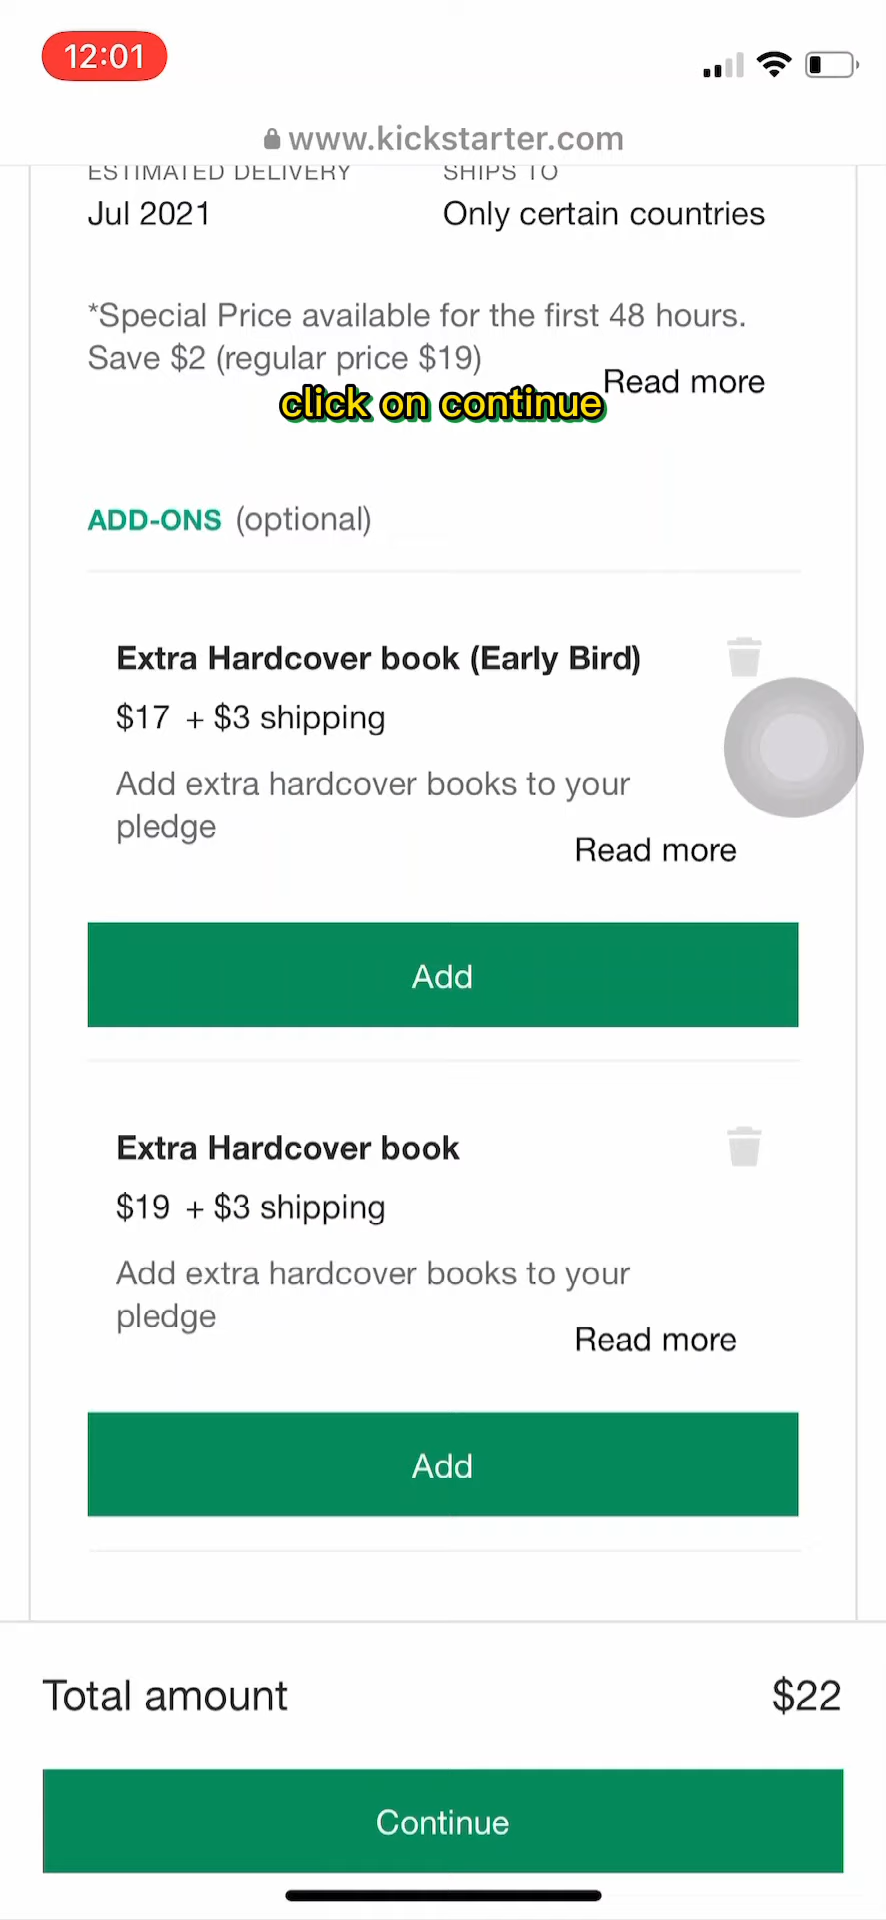 12:01
www.kickstarter.com
ESTIMATED DELIVERY
SHIPS TO
Jul 2021
Only certain countries
*Special Price available for the first 48 hours.
Save $2 (regular price $19)
Read more
click on continue
ADD-ONS (optional)
Extra Hardcover book (Early Bird)
$17 + $3 shipping
Add extra hardcover books to your
pledge
Read more
Add
Extra Hardcover book
$19 + $3 shipping
Add extra hardcover books to your
pledge
Read more
Add
Total amount
$22
Continue